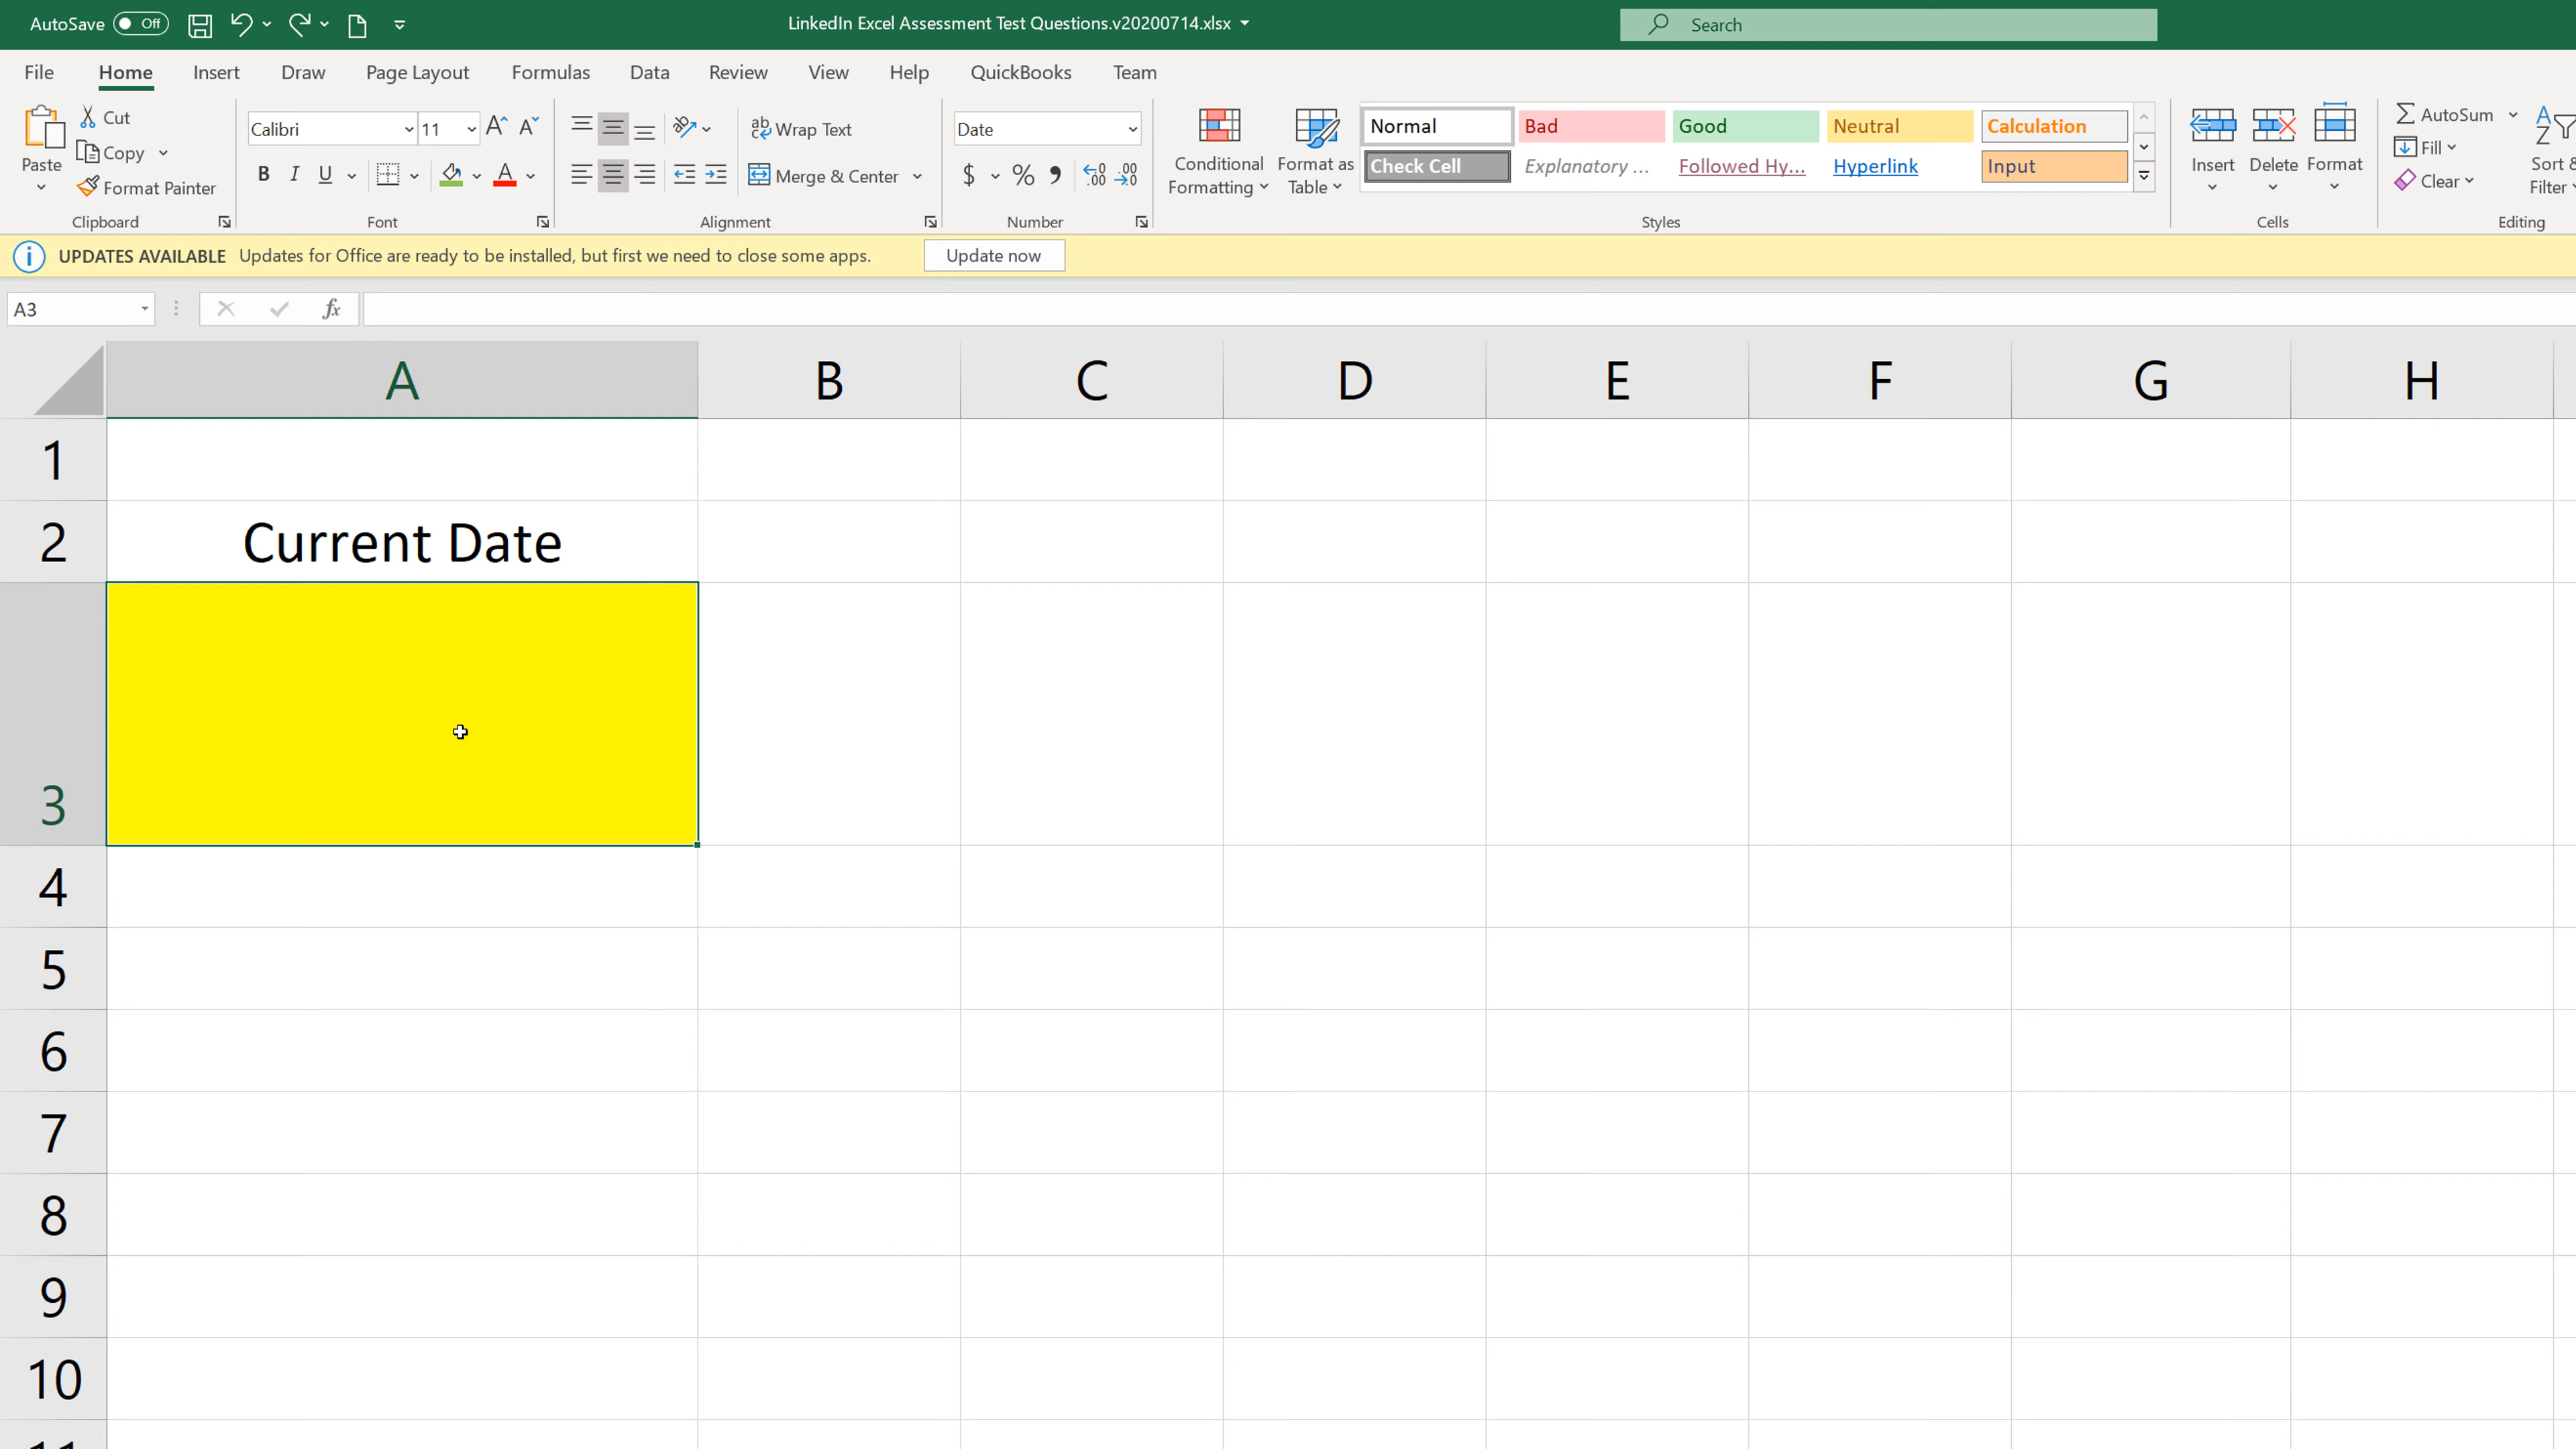 AutoSave Off LinkedIn Excel Assessment Test Questions.v20200714.xlsx Search
File Home Insert Draw Page Layout Formulas Data Review View Help QuickBooks Team
Paste
Cut
Copy
Format Painter
Clipboard
Calibri 11
B I U A
Font
ab Wrap Text
Merge & Center
Alignment
Date
$ % 9 .00 .00
Number
Conditional Formatting
Format as Table
Normal Bad Good Neutral Calculation
Check Cell Explanatory ... Followed Hy... Hyperlink Input
Styles
Insert Delete Format
Cells
AutoSum
Fill
Clear
Sort &
Filter
Editing
UPDATES AVAILABLE Updates for Office are ready to be installed, but first we need to close some apps. Update now
A3 fx
A B C D E F G H
1
2 Current Date
3
4
5
6
7
8
9
10
11